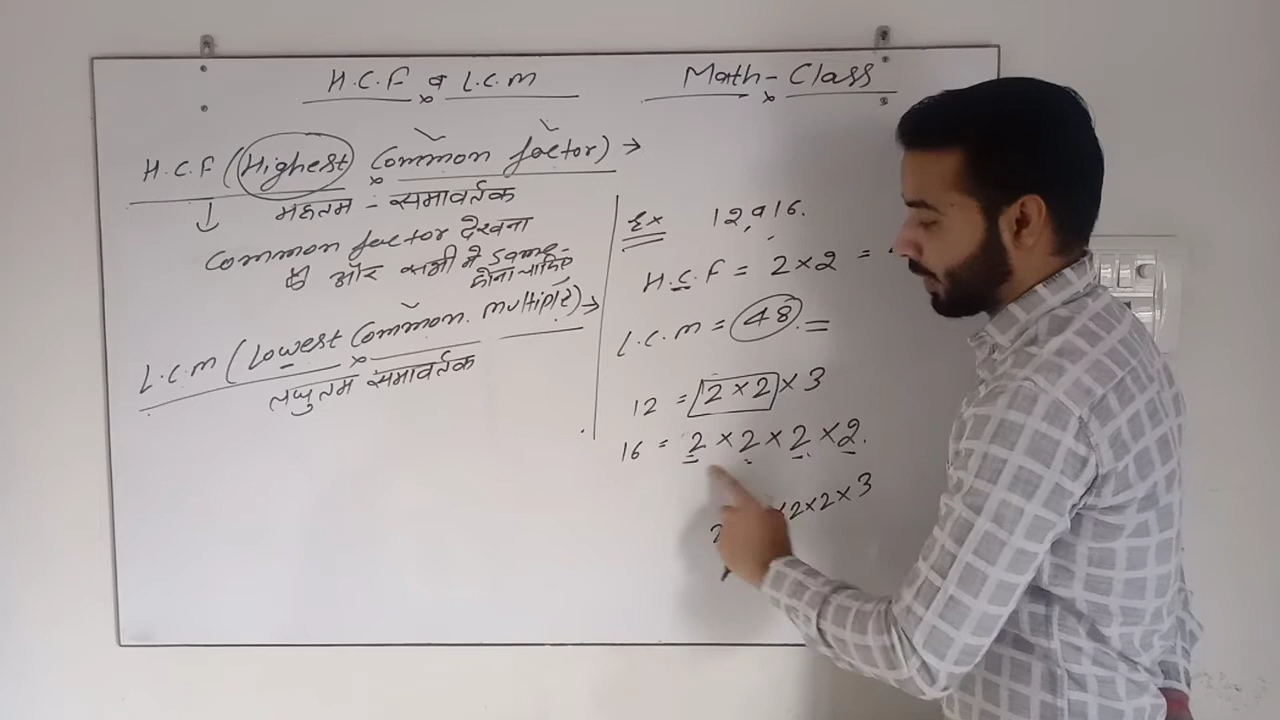 H.C.F व L.C.M
Math-Class
H.C.F (Highest Common factor) →
महतम - समावर्तक
Common factor देखना
और सभी में same
होना चाहिए
L.C.M (Lowest Common. multiple) →
लघुतम समावर्तक
Ex 12, व 16.
H.C.F = 2×2 =
L.C.M = 48 =
12 = 2×2×3
16 = 2×2×2×2.
2×2×3